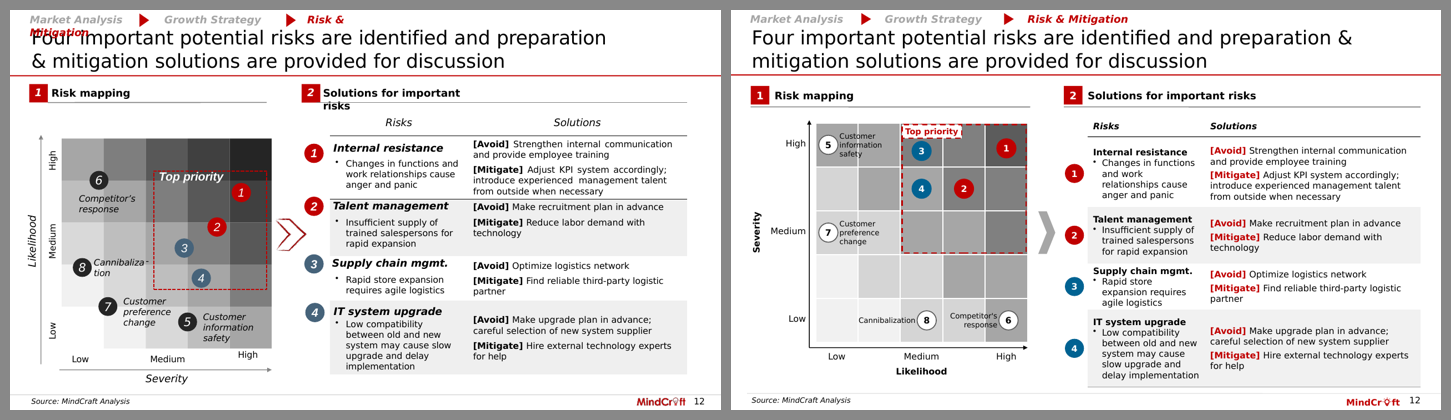 Market Analysis Growth Strategy Risk &
Mitigation
Four important potential risks are identified and preparation
& mitigation solutions are provided for discussion
1 Risk mapping
Likelihood
High
Medium
Low
6
Competitor's
response
Top priority
1
2
3
4
8
Cannibaliza-
tion
7
Customer
preference
change
5
Customer
information
safety
Low Medium High
Severity
2 Solutions for important
risks
Risks Solutions
1 Internal resistance
• Changes in functions and
work relationships cause
anger and panic
[Avoid] Strengthen internal communication
and provide employee training
[Mitigate] Adjust KPI system accordingly;
introduce experienced management talent
from outside when necessary
2 Talent management
• Insufficient supply of
trained salespersons for
rapid expansion
[Avoid] Make recruitment plan in advance
[Mitigate] Reduce labor demand with
technology
3 Supply chain mgmt.
• Rapid store expansion
requires agile logistics
[Avoid] Optimize logistics network
[Mitigate] Find reliable third-party logistic
partner
4 IT system upgrade
• Low compatibility
between old and new
system may cause slow
upgrade and delay
implementation
[Avoid] Make upgrade plan in advance;
careful selection of new system supplier
[Mitigate] Hire external technology experts
for help
Source: MindCraft Analysis
MindCraft 12
Market Analysis Growth Strategy Risk & Mitigation
Four important potential risks are identified and preparation &
mitigation solutions are provided for discussion
1 Risk mapping
Severity
High
Medium
Low
5
Customer
information
safety
Top priority
3
1
4
2
7
Customer
preference
change
Cannibalization 8
Competitor's
response
6
Low Medium High
Likelihood
2 Solutions for important risks
Risks Solutions
1
Internal resistance
• Changes in functions
and work
relationships cause
anger and panic
[Avoid] Strengthen internal communication
and provide employee training
[Mitigate] Adjust KPI system accordingly;
introduce experienced management talent
from outside when necessary
2
Talent management
• Insufficient supply of
trained salespersons
for rapid expansion
[Avoid] Make recruitment plan in advance
[Mitigate] Reduce labor demand with
technology
3
Supply chain mgmt.
• Rapid store
expansion requires
agile logistics
[Avoid] Optimize logistics network
[Mitigate] Find reliable third-party logistic
partner
4
IT system upgrade
• Low compatibility
between old and new
system may cause
slow upgrade and
delay implementation
[Avoid] Make upgrade plan in advance;
careful selection of new system supplier
[Mitigate] Hire external technology experts
for help
Source: MindCraft Analysis
MindCraft 12